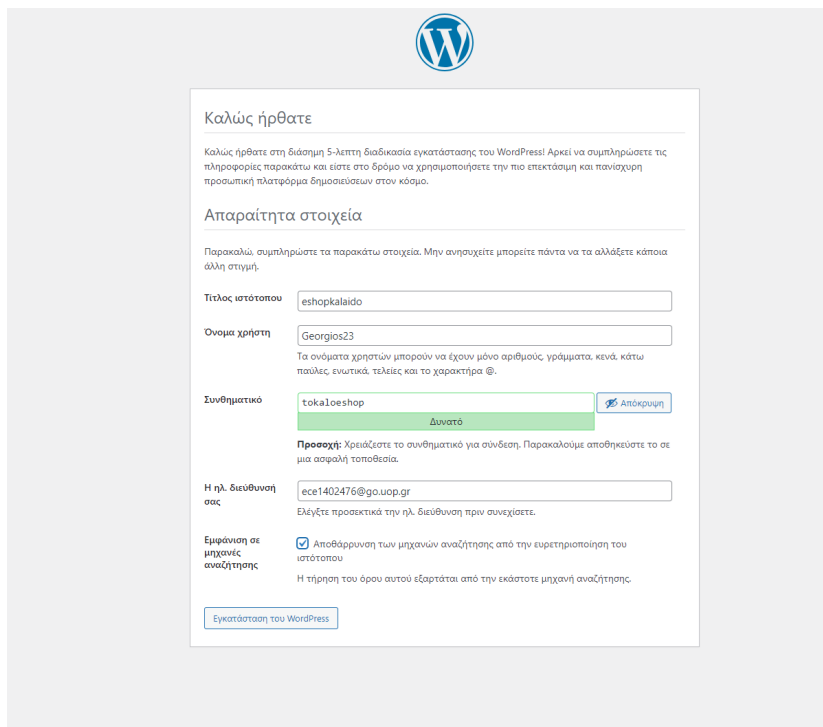 Καλώς ήρθατε
Καλώς ήρθατε στη διάσημη 5-λεπτη διαδικασία εγκατάστασης του WordPress! Αρκεί να συμπληρώσετε τις
πληροφορίες παρακάτω και είστε στο δρόμο να χρησιμοποιήσετε την πιο επεκτάσιμη και πανίσχυρη
προσωπική πλατφόρμα δημοσιεύσεων στον κόσμο.
Απαραίτητα στοιχεία
Παρακαλώ, συμπληρώστε τα παρακάτω στοιχεία. Μην ανησυχείτε μπορείτε πάντα να τα αλλάξετε κάποια
άλλη στιγμή.
Τίτλος ιστότοπου
eshopkalaido
Όνομα χρήστη
Georgios23
Τα ονόματα χρηστών μπορούν να έχουν μόνο αριθμούς, γράμματα, κενά, κάτω
παύλες, ενωτικά, τελείες και το χαρακτήρα @.
Συνθηματικό
tokaloeshop
Απόκρυψη
Δυνατό
Προσοχή: Χρειάζεστε το συνθηματικό για σύνδεση. Παρακαλούμε αποθηκεύστε το σε
μια ασφαλή τοποθεσία.
Η ηλ. διεύθυνσή
σας
ece1402476@go.uop.gr
Ελέγξτε προσεκτικά την ηλ. διεύθυνση πριν συνεχίσετε.
Εμφάνιση σε
μηχανές
αναζήτησης
Αποθάρρυνση των μηχανών αναζήτησης από την ευρετηριοποίηση του
ιστότοπου
Η τήρηση του όρου αυτού εξαρτάται από την εκάστοτε μηχανή αναζήτησης.
Εγκατάσταση του WordPress